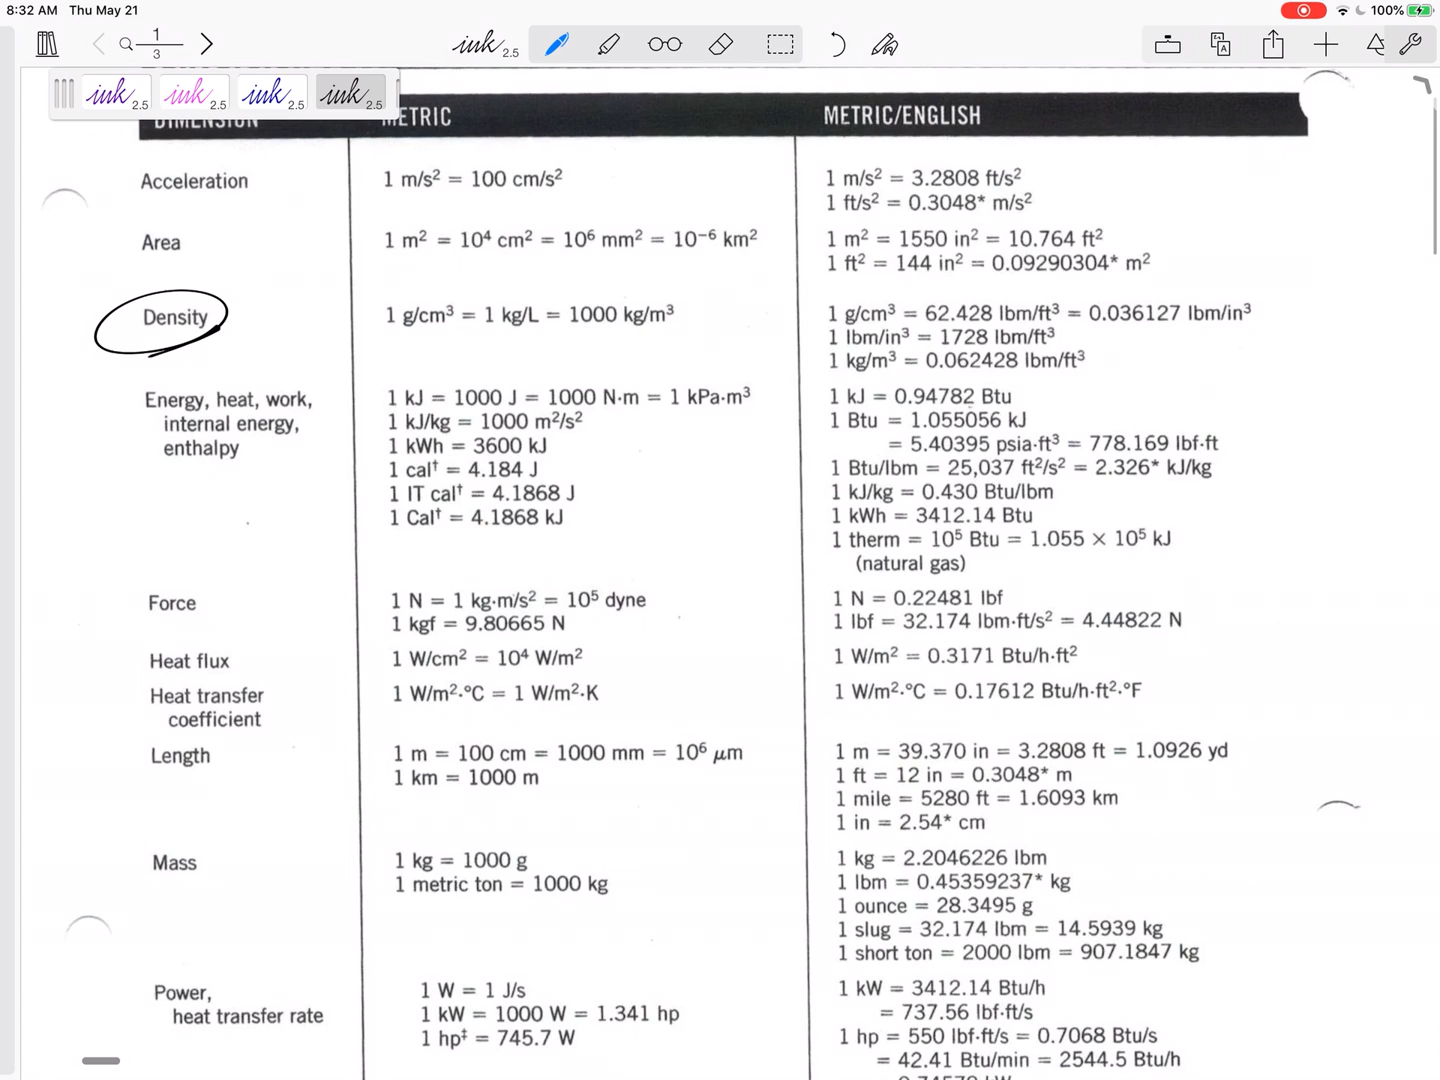 8:32 AM Thu May 21
100%
1
3
ink 2.5
ink 2.5
ink 2.5
ink 2.5
ink 2.5
DIMENSION METRIC METRIC/ENGLISH
Acceleration
1 m/s² = 100 cm/s²
1 m/s² = 3.2808 ft/s²
1 ft/s² = 0.3048* m/s²
Area
1 m² = 10⁴ cm² = 10⁶ mm² = 10⁻⁶ km²
1 m² = 1550 in² = 10.764 ft²
1 ft² = 144 in² = 0.09290304* m²
Density
1 g/cm³ = 1 kg/L = 1000 kg/m³
1 g/cm³ = 62.428 lbm/ft³ = 0.036127 lbm/in³
1 lbm/in³ = 1728 lbm/ft³
1 kg/m³ = 0.062428 lbm/ft³
Energy, heat, work,
internal energy,
enthalpy
1 kJ = 1000 J = 1000 N·m = 1 kPa·m³
1 kJ/kg = 1000 m²/s²
1 kWh = 3600 kJ
1 cal† = 4.184 J
1 IT cal† = 4.1868 J
1 Cal† = 4.1868 kJ
1 kJ = 0.94782 Btu
1 Btu = 1.055056 kJ
= 5.40395 psia·ft³ = 778.169 lbf·ft
1 Btu/lbm = 25,037 ft²/s² = 2.326* kJ/kg
1 kJ/kg = 0.430 Btu/lbm
1 kWh = 3412.14 Btu
1 therm = 10⁵ Btu = 1.055 × 10⁵ kJ
(natural gas)
Force
1 N = 1 kg·m/s² = 10⁵ dyne
1 kgf = 9.80665 N
1 N = 0.22481 lbf
1 lbf = 32.174 lbm·ft/s² = 4.44822 N
Heat flux
1 W/cm² = 10⁴ W/m²
1 W/m² = 0.3171 Btu/h·ft²
Heat transfer
coefficient
1 W/m²·°C = 1 W/m²·K
1 W/m²·°C = 0.17612 Btu/h·ft²·°F
Length
1 m = 100 cm = 1000 mm = 10⁶ μm
1 km = 1000 m
1 m = 39.370 in = 3.2808 ft = 1.0926 yd
1 ft = 12 in = 0.3048* m
1 mile = 5280 ft = 1.6093 km
1 in = 2.54* cm
Mass
1 kg = 1000 g
1 metric ton = 1000 kg
1 kg = 2.2046226 lbm
1 lbm = 0.45359237* kg
1 ounce = 28.3495 g
1 slug = 32.174 lbm = 14.5939 kg
1 short ton = 2000 lbm = 907.1847 kg
Power,
heat transfer rate
1 W = 1 J/s
1 kW = 1000 W = 1.341 hp
1 hp‡ = 745.7 W
1 kW = 3412.14 Btu/h
= 737.56 lbf·ft/s
1 hp = 550 lbf·ft/s = 0.7068 Btu/s
= 42.41 Btu/min = 2544.5 Btu/h